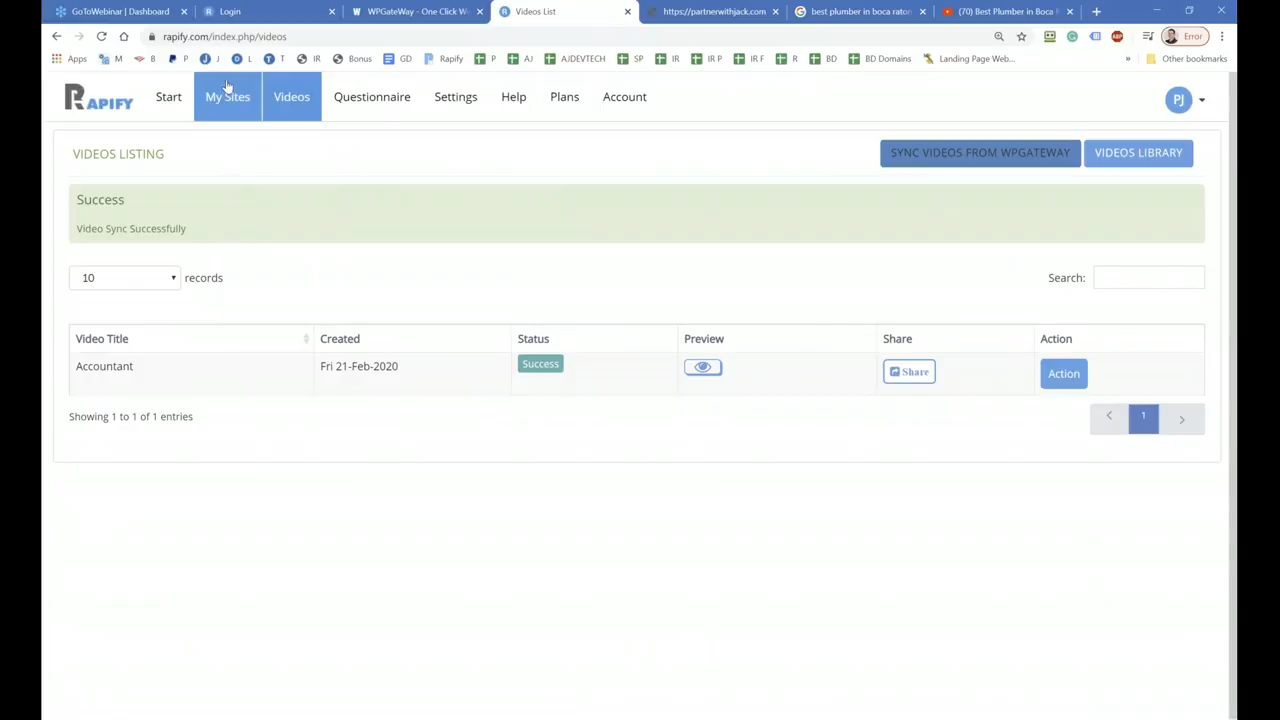 GoToWebinar | Dashboard
Login
WPGateWay - One Click W
Videos List
https://partnerwithjack.com
best plumber in boca raton
(70) Best Plumber in Boca R
rapify.com/index.php/videos
Error
Apps M B P J L T IR Bonus GD Rapify P AJ AJDEVTECH SP IR IR P IR F R BD BD Domains Landing Page Web... » Other bookmarks
RAPIFY
Start My Sites Videos Questionnaire Settings Help Plans Account PJ
VIDEOS LISTING
SYNC VIDEOS FROM WPGATEWAY VIDEOS LIBRARY
Success
Video Sync Successfully
10 records
Search:
Video Title Created Status Preview Share Action
Accountant Fri 21-Feb-2020 Success Share Action
Showing 1 to 1 of 1 entries
< 1 >